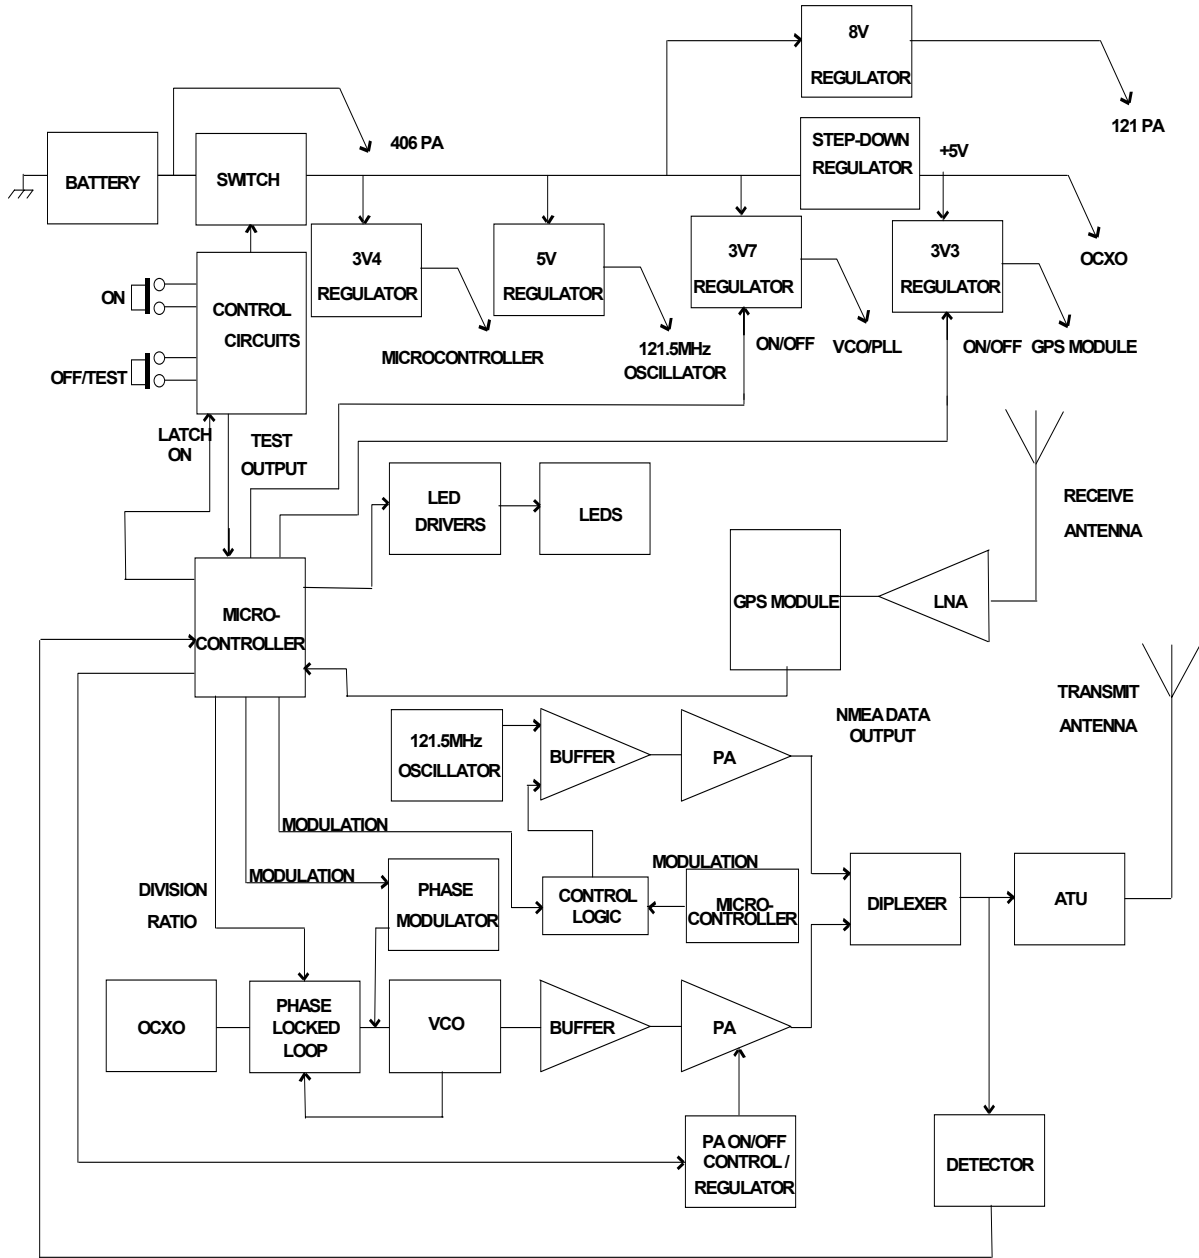 8V
REGULATOR
121 PA
406 PA
STEP-DOWN
REGULATOR
+5V
BATTERY
SWITCH
OCXO
3V4
REGULATOR
5V
REGULATOR
3V7
REGULATOR
3V3
REGULATOR
ON
CONTROL
CIRCUITS
OFF/TEST
MICROCONTROLLER
121.5MHz
OSCILLATOR
ON/OFF
VCO/PLL
ON/OFF
GPS MODULE
LATCH
ON
TEST
OUTPUT
LED
DRIVERS
LEDS
RECEIVE
ANTENNA
GPS MODULE
LNA
MICRO-
CONTROLLER
TRANSMIT
ANTENNA
NMEA DATA
OUTPUT
121.5MHz
OSCILLATOR
BUFFER
PA
MODULATION
MODULATION
MODULATION
DIVISION
RATIO
PHASE
MODULATOR
CONTROL
LOGIC
MICRO-
CONTROLLER
DIPLEXER
ATU
OCXO
PHASE
LOCKED
LOOP
VCO
BUFFER
PA
PA ON/OFF
CONTROL /
REGULATOR
DETECTOR